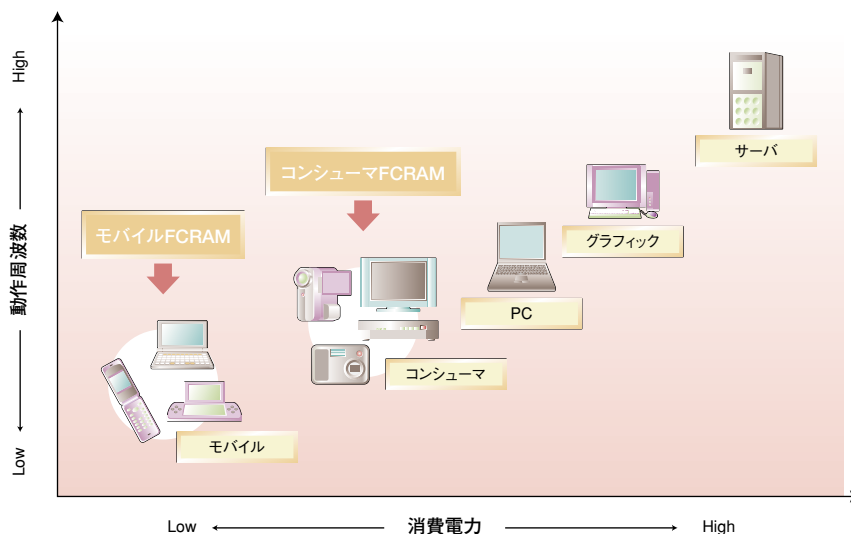 High
動作周波数
Low
サーバ
コンシューマFCRAM
グラフィック
モバイルFCRAM
PC
コンシューマ
モバイル
Low
消費電力
High